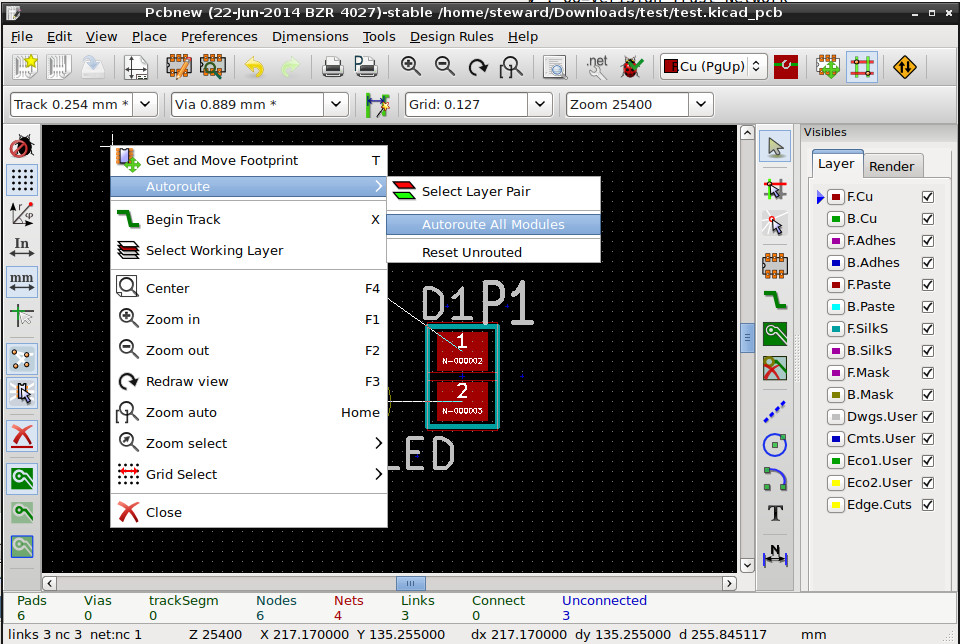 Pcbnew (22-Jun-2014 BZR 4027)-stable /home/steward/Downloads/test/test.kicad_pcb
File Edit View Place Preferences Dimensions Tools Design Rules Help
.net F.Cu (PgUp)
Track 0.254 mm * Via 0.889 mm * Grid: 0.127 Zoom 25400
In
mm
Get and Move Footprint T
Autoroute
Begin Track X
Select Working Layer
Center F4
Zoom in F1
Zoom out F2
Redraw view F3
Zoom auto Home
Zoom select
Grid Select
Close
Select Layer Pair
Autoroute All Modules
Reset Unrouted
D1 P1
1
N-000002
2
N-000003
LED
T
N
Visibles
Layer Render
F.Cu
B.Cu
F.Adhes
B.Adhes
F.Paste
B.Paste
F.SilkS
B.SilkS
F.Mask
B.Mask
Dwgs.User
Cmts.User
Eco1.User
Eco2.User
Edge.Cuts
Pads Vias trackSegm Nodes Nets Links Connect Unconnected
6 0 0 6 4 3 0 3
links 3 nc 3 net:nc 1 Z 25400 X 217.170000 Y 135.255000 dx 217.170000 dy 135.255000 d 255.845117 mm